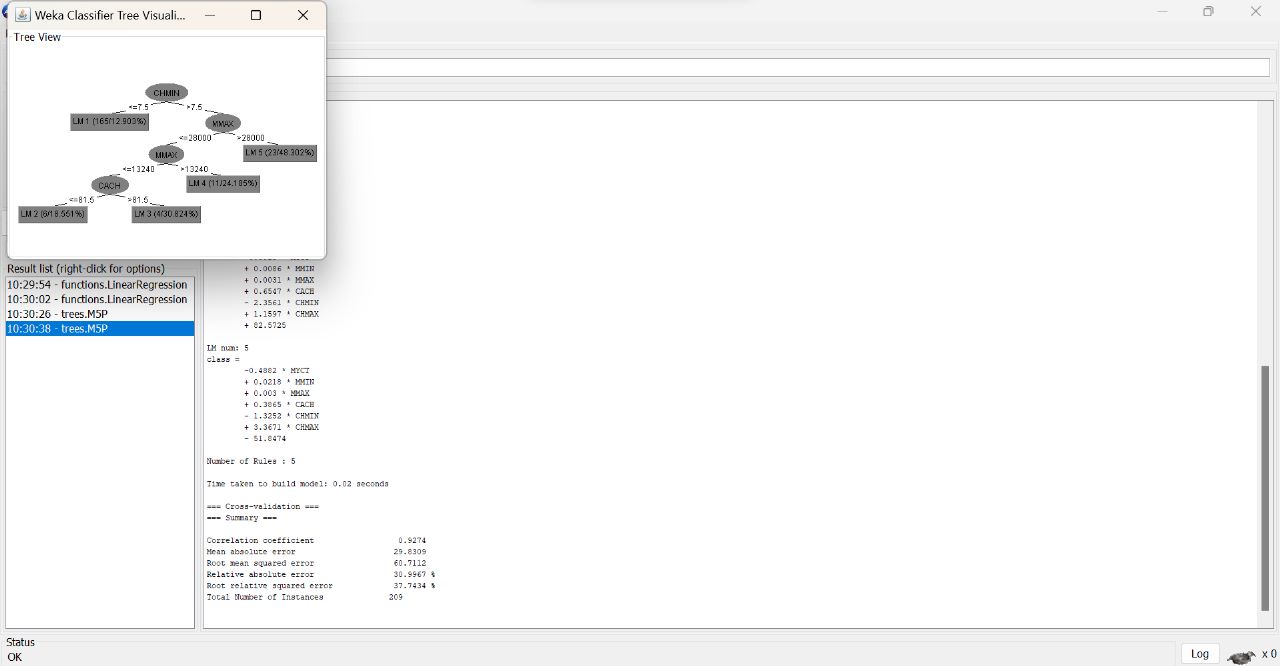 Weka Classifier Tree Visuali...
Tree View
CHMIN
<=7.5 >7.5
LM 1 (165/12.903%)
MMAX
<=28000 >28000
MMAX
LM 5 (23/48.302%)
<=13240 >13240
CACH
LM 4 (11/24.185%)
<=81.5 >81.5
LM 2 (6/18.551%)
LM 3 (4/30.824%)
Result list (right-click for options)
10:29:54 - functions.LinearRegression
10:30:02 - functions.LinearRegression
10:30:26 - trees.M5P
10:30:38 - trees.M5P
+ 0.0086 * MMIN
+ 0.0031 * MMAX
+ 0.6547 * CACH
- 2.3561 * CHMIN
+ 1.1597 * CHMAX
+ 82.5725
LM num: 5
class =
-0.4882 * MYCT
+ 0.0218 * MMIN
+ 0.003 * MMAX
+ 0.3865 * CACH
- 1.3252 * CHMIN
+ 3.3671 * CHMAX
- 51.8474
Number of Rules : 5
Time taken to build model: 0.02 seconds
=== Cross-validation ===
=== Summary ===
Correlation coefficient 0.9274
Mean absolute error 29.8309
Root mean squared error 60.7112
Relative absolute error 30.9967 %
Root relative squared error 37.7434 %
Total Number of Instances 209
Status
OK
Log
x 0